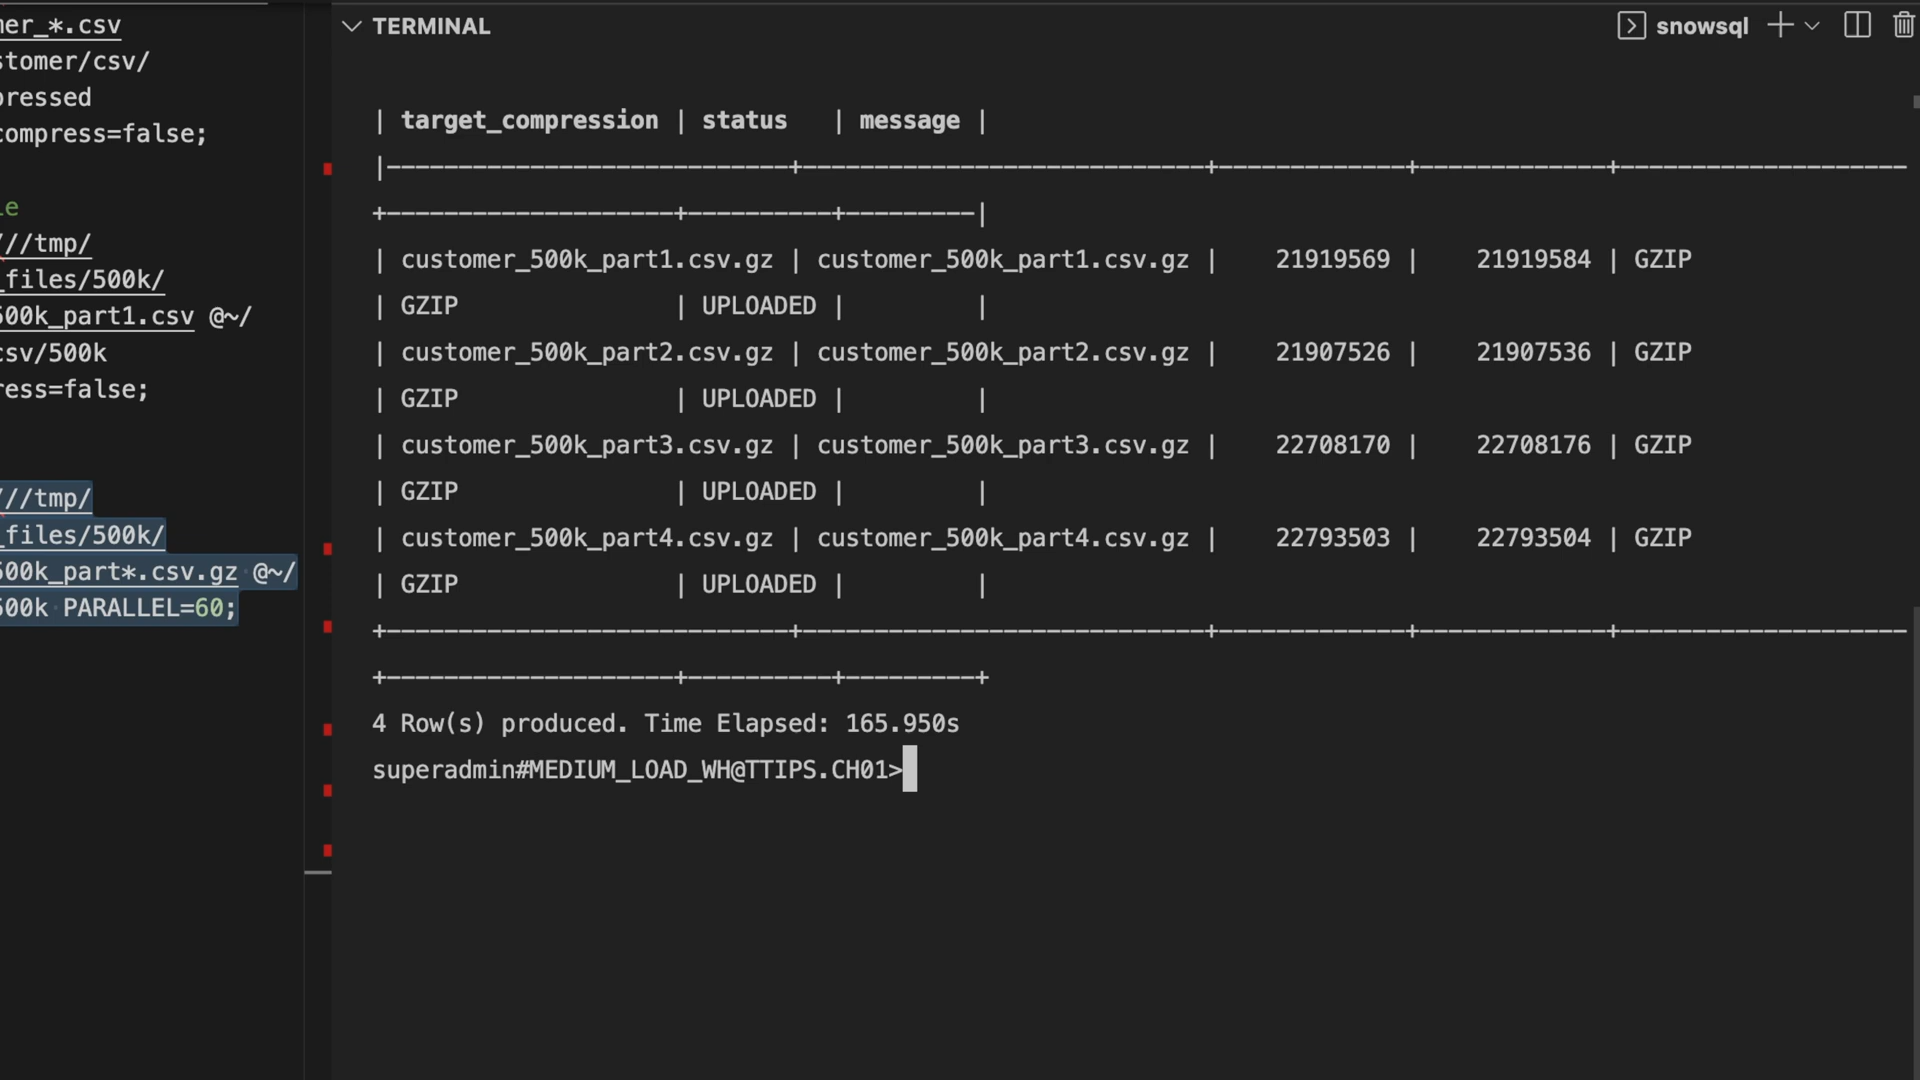 er_*.csv
stomer/csv/
pressed
compress=false;
le
///tmp/
_files/500k/
500k_part1.csv @~/
csv/500k
ress=false;
///tmp/
_files/500k/
500k_part*.csv.gz @~/
500k PARALLEL=60;
TERMINAL
snowsql
| target_compression | status | message |
| customer_500k_part1.csv.gz | customer_500k_part1.csv.gz | 21919569 | 21919584 | GZIP
| GZIP | UPLOADED | |
| customer_500k_part2.csv.gz | customer_500k_part2.csv.gz | 21907526 | 21907536 | GZIP
| GZIP | UPLOADED | |
| customer_500k_part3.csv.gz | customer_500k_part3.csv.gz | 22708170 | 22708176 | GZIP
| GZIP | UPLOADED | |
| customer_500k_part4.csv.gz | customer_500k_part4.csv.gz | 22793503 | 22793504 | GZIP
| GZIP | UPLOADED | |
4 Row(s) produced. Time Elapsed: 165.950s
superadmin#MEDIUM_LOAD_WH@TTIPS.CH01>